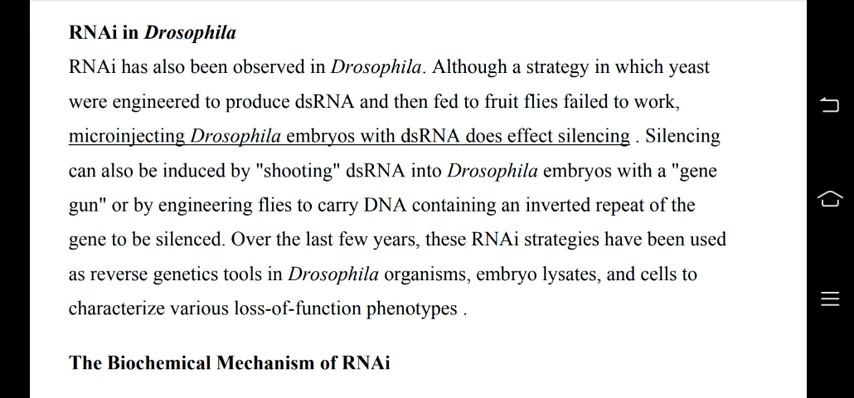 RNAi in Drosophila
RNAi has also been observed in Drosophila. Although a strategy in which yeast
were engineered to produce dsRNA and then fed to fruit flies failed to work,
microinjecting Drosophila embryos with dsRNA does effect silencing . Silencing
can also be induced by "shooting" dsRNA into Drosophila embryos with a "gene
gun" or by engineering flies to carry DNA containing an inverted repeat of the
gene to be silenced. Over the last few years, these RNAi strategies have been used
as reverse genetics tools in Drosophila organisms, embryo lysates, and cells to
characterize various loss-of-function phenotypes .
The Biochemical Mechanism of RNAi